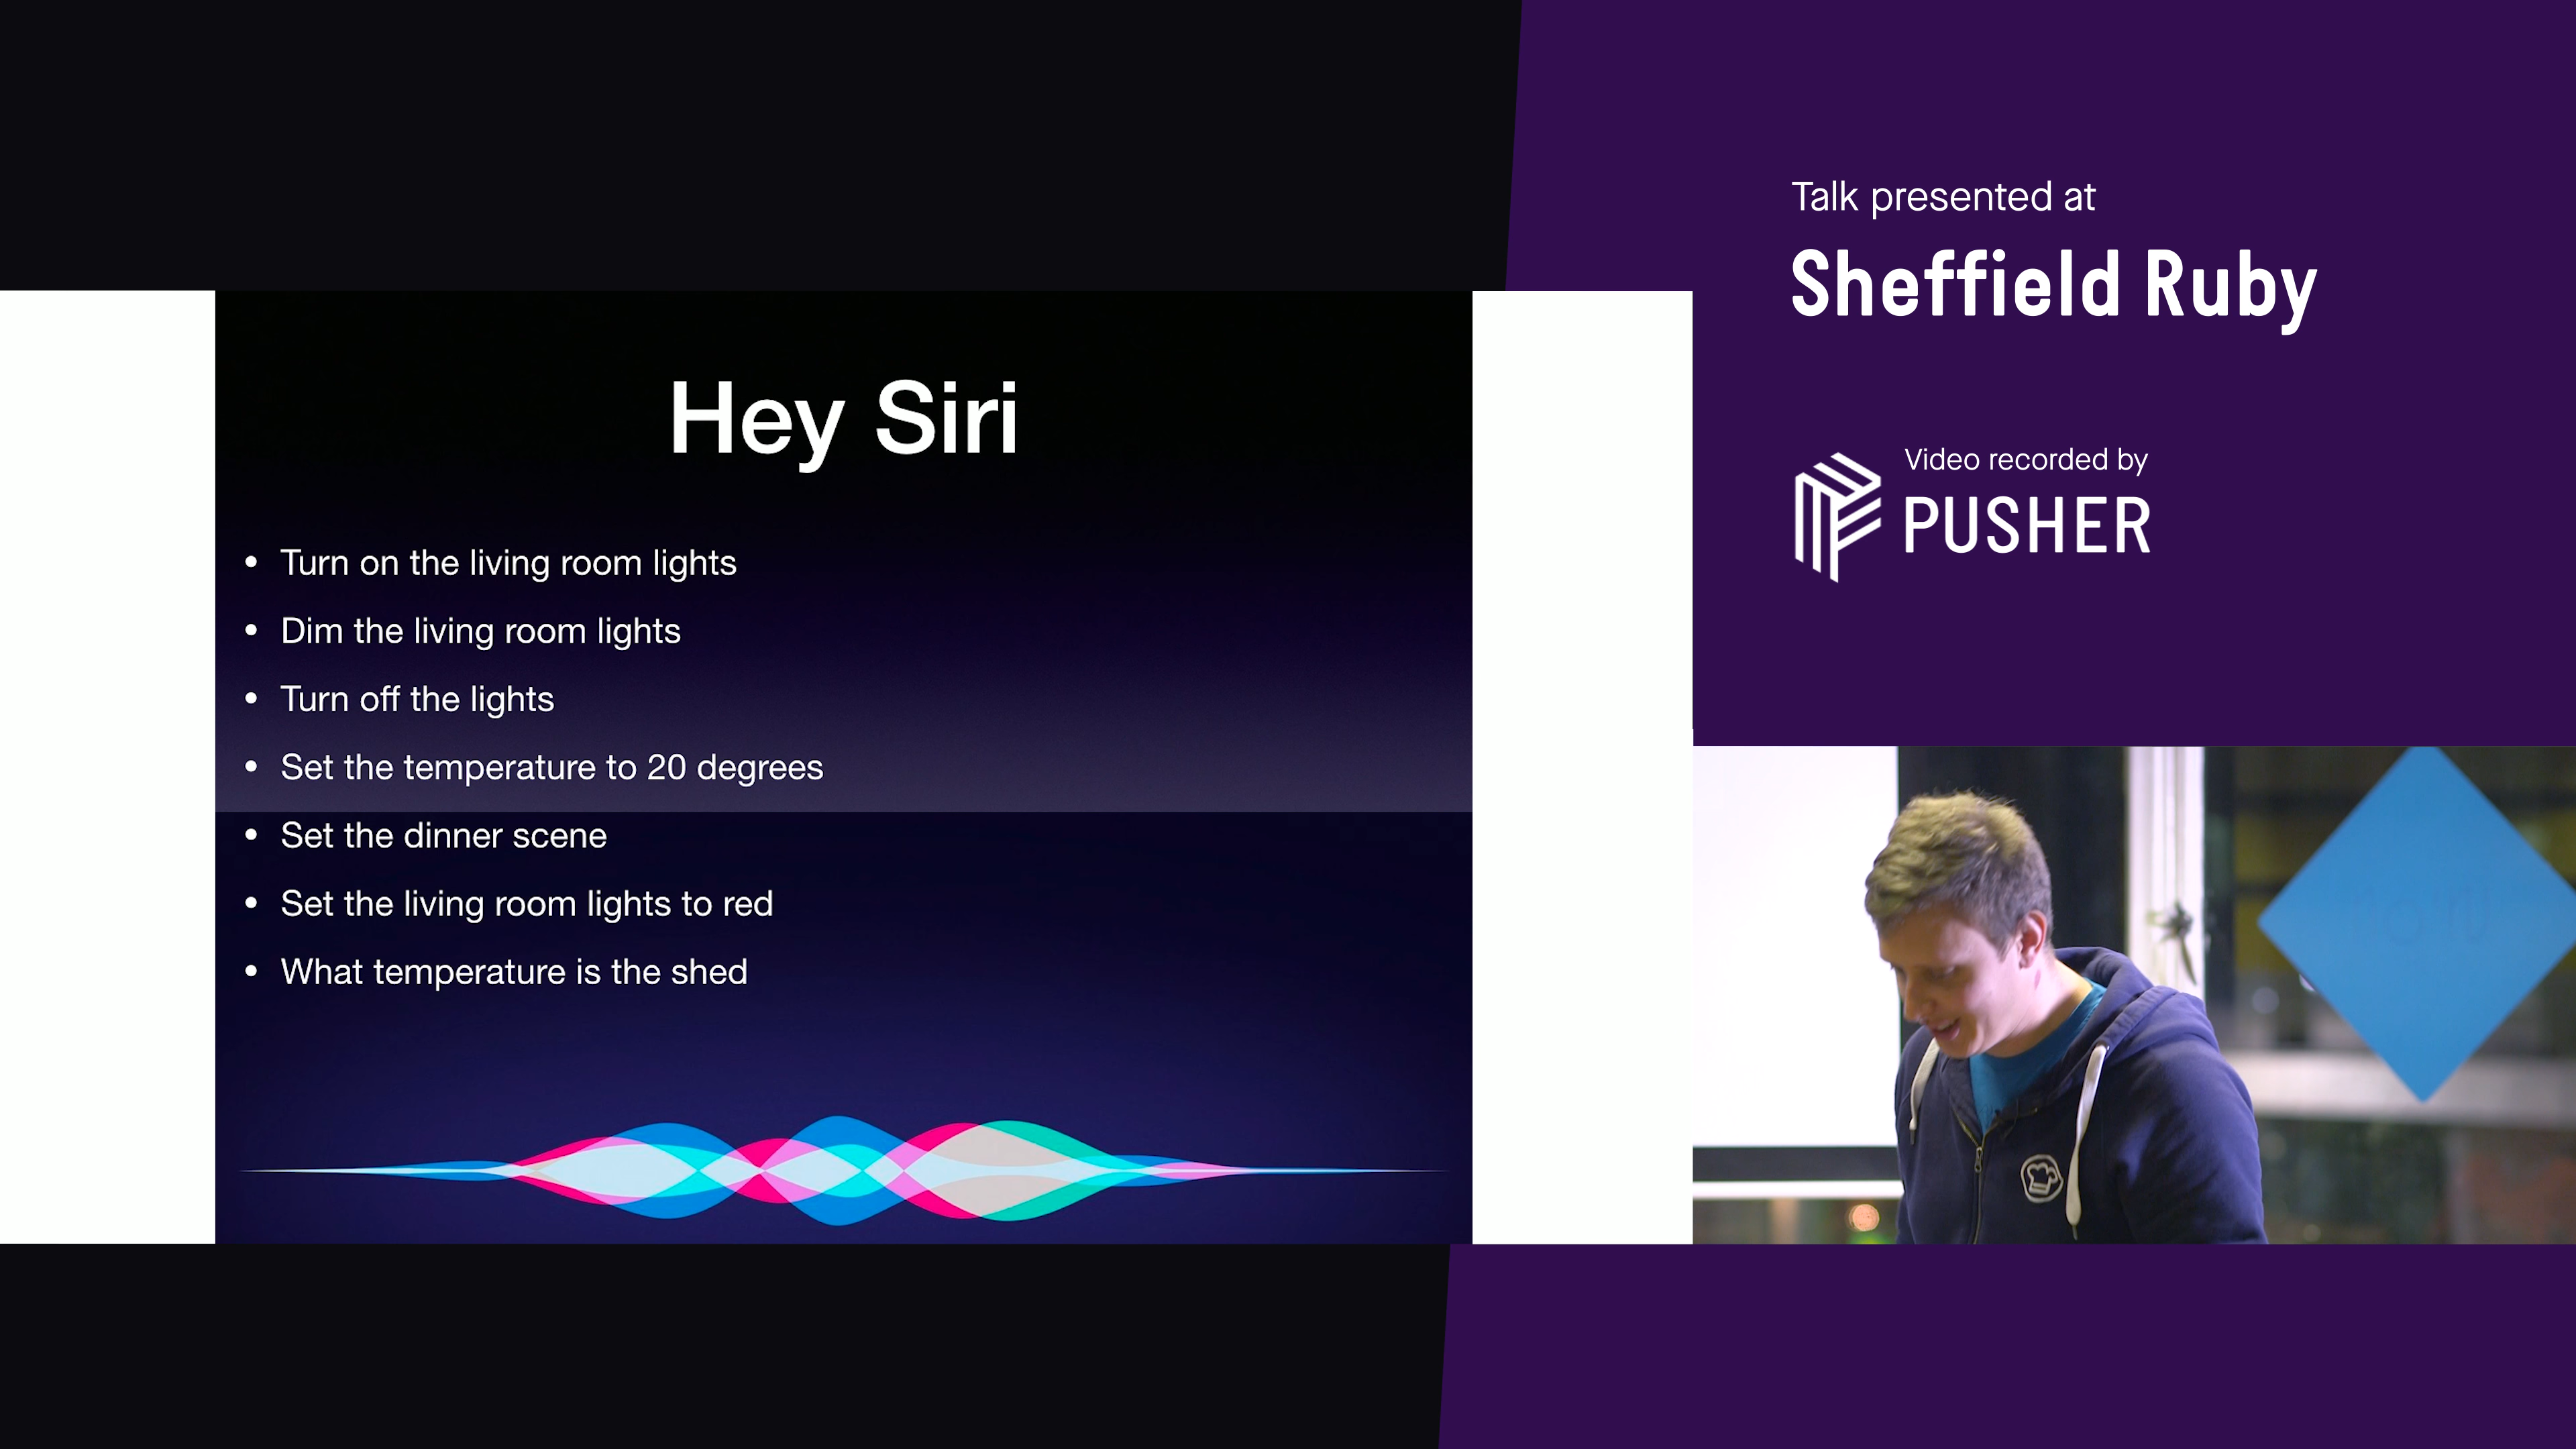 Hey Siri
• Turn on the living room lights
• Dim the living room lights
• Turn off the lights
• Set the temperature to 20 degrees
• Set the dinner scene
• Set the living room lights to red
• What temperature is the shed
Talk presented at
Sheffield Ruby
Video recorded by
PUSHER